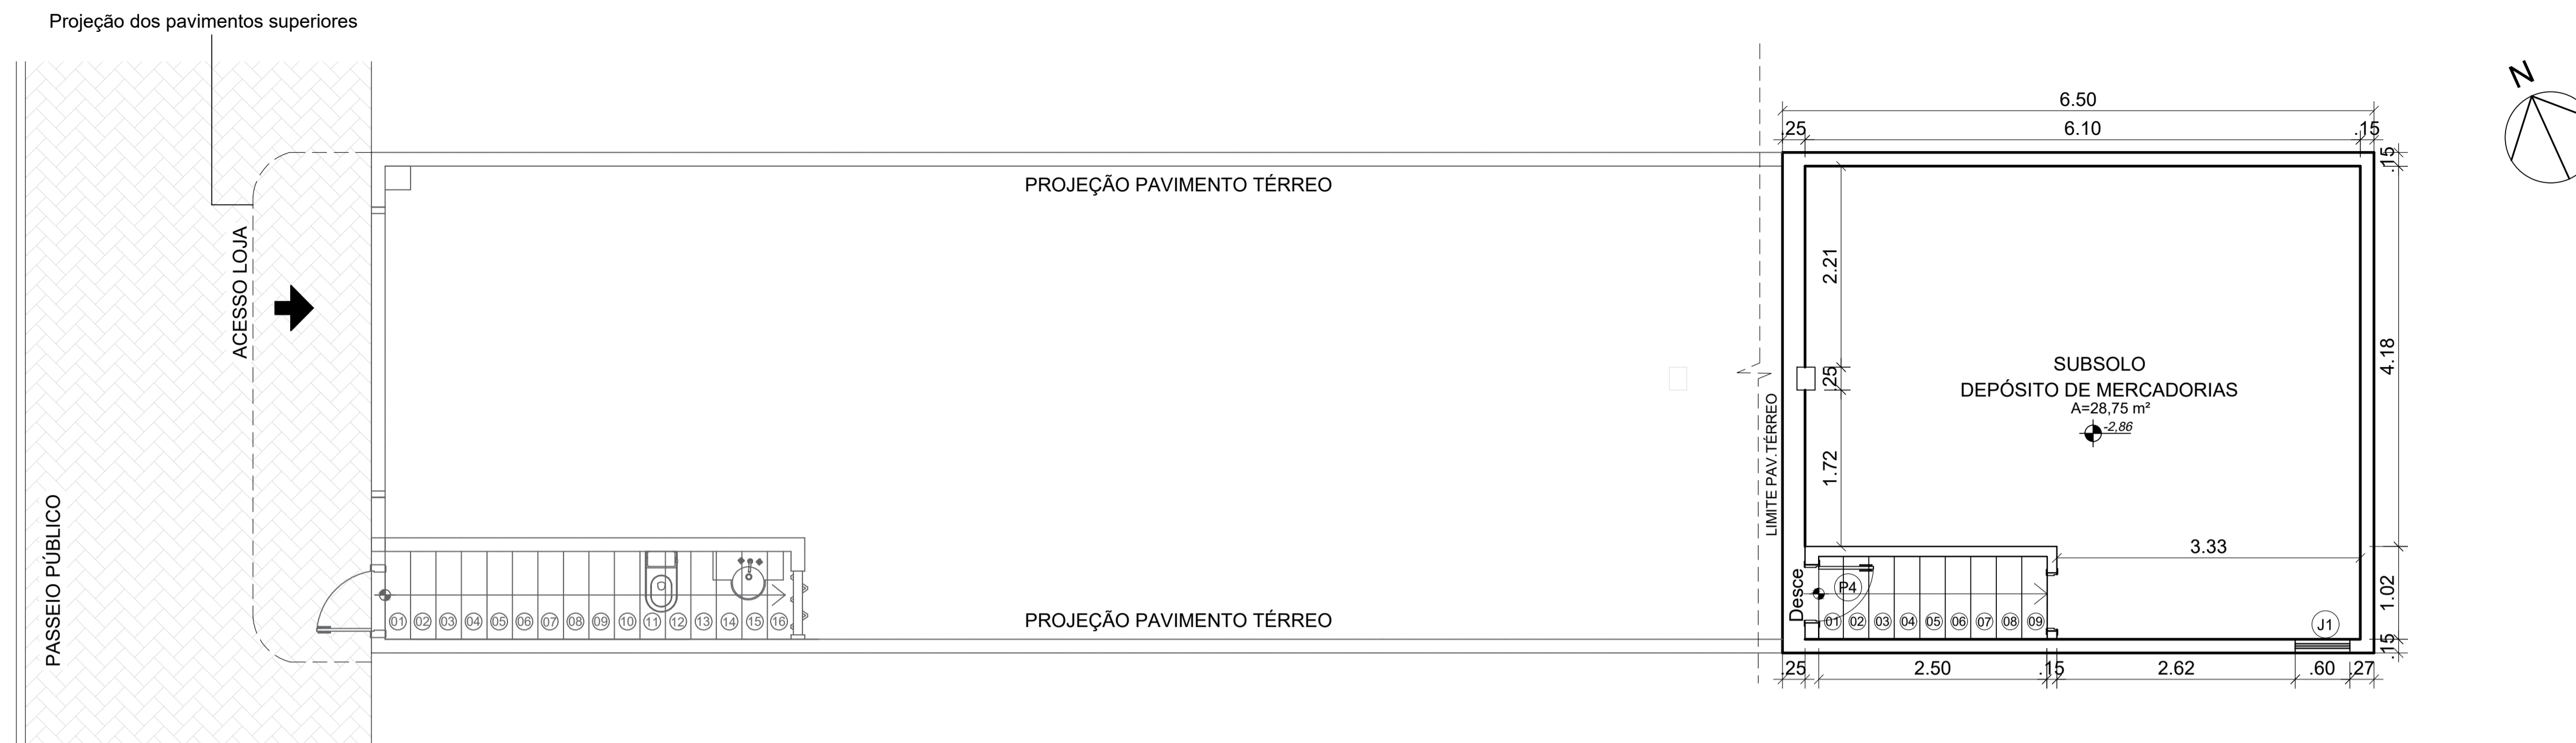 Projeção dos pavimentos superiores
N
6.50
.25
6.10
.15
.15
PROJEÇÃO PAVIMENTO TÉRREO
ACESSO LOJA
2.21
4.18
SUBSOLO
DEPÓSITO DE MERCADORIAS
A=28,75 m²
-2,86
.25
LIMITE PAV.TÉRREO
1.72
PASSEIO PÚBLICO
3.33
1.02
Desce
P4
01 02 03 04 05 06 07 08 09 10 11 12 13 14 15 16
PROJEÇÃO PAVIMENTO TÉRREO
01 02 03 04 05 06 07 08 09
J1
.15
.25
2.50
.15
2.62
.60
.27